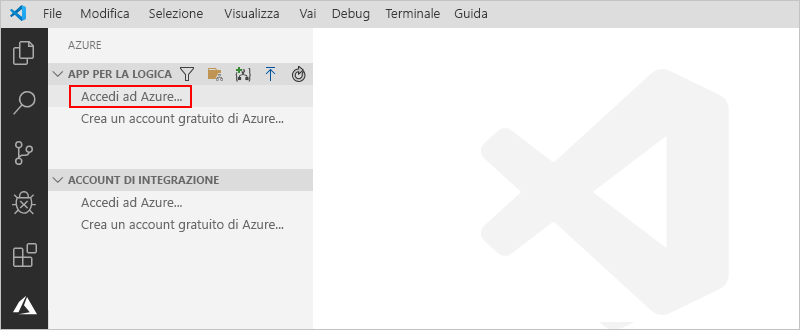 File Modifica Selezione Visualizza Vai Debug Terminale Guida
AZURE
APP PER LA LOGICA
Accedi ad Azure...
Crea un account gratuito di Azure...
ACCOUNT DI INTEGRAZIONE
Accedi ad Azure...
Crea un account gratuito di Azure...